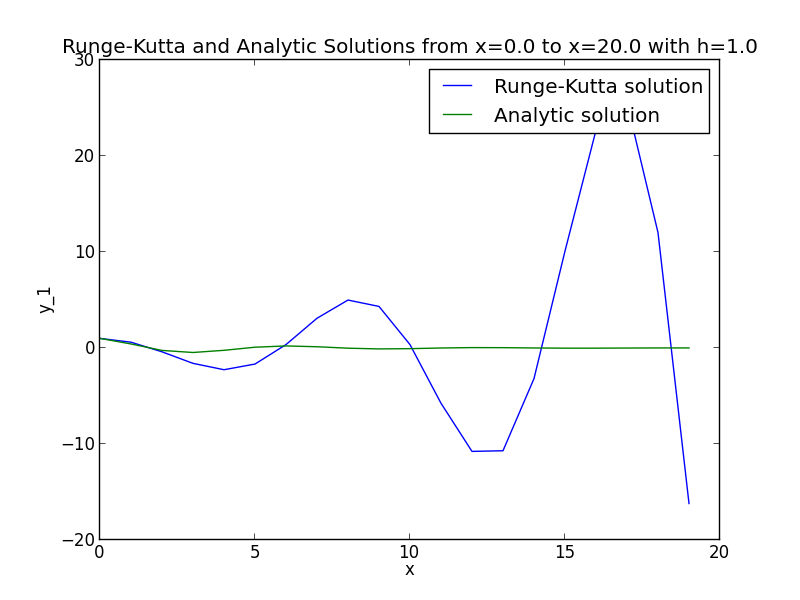 Runge-Kutta and Analytic Solutions from x=0.0 to x=20.0 with h=1.0
30
Runge-Kutta solution
Analytic solution
20
10
y_1
0
−10
−20
0
5
10
15
20
x